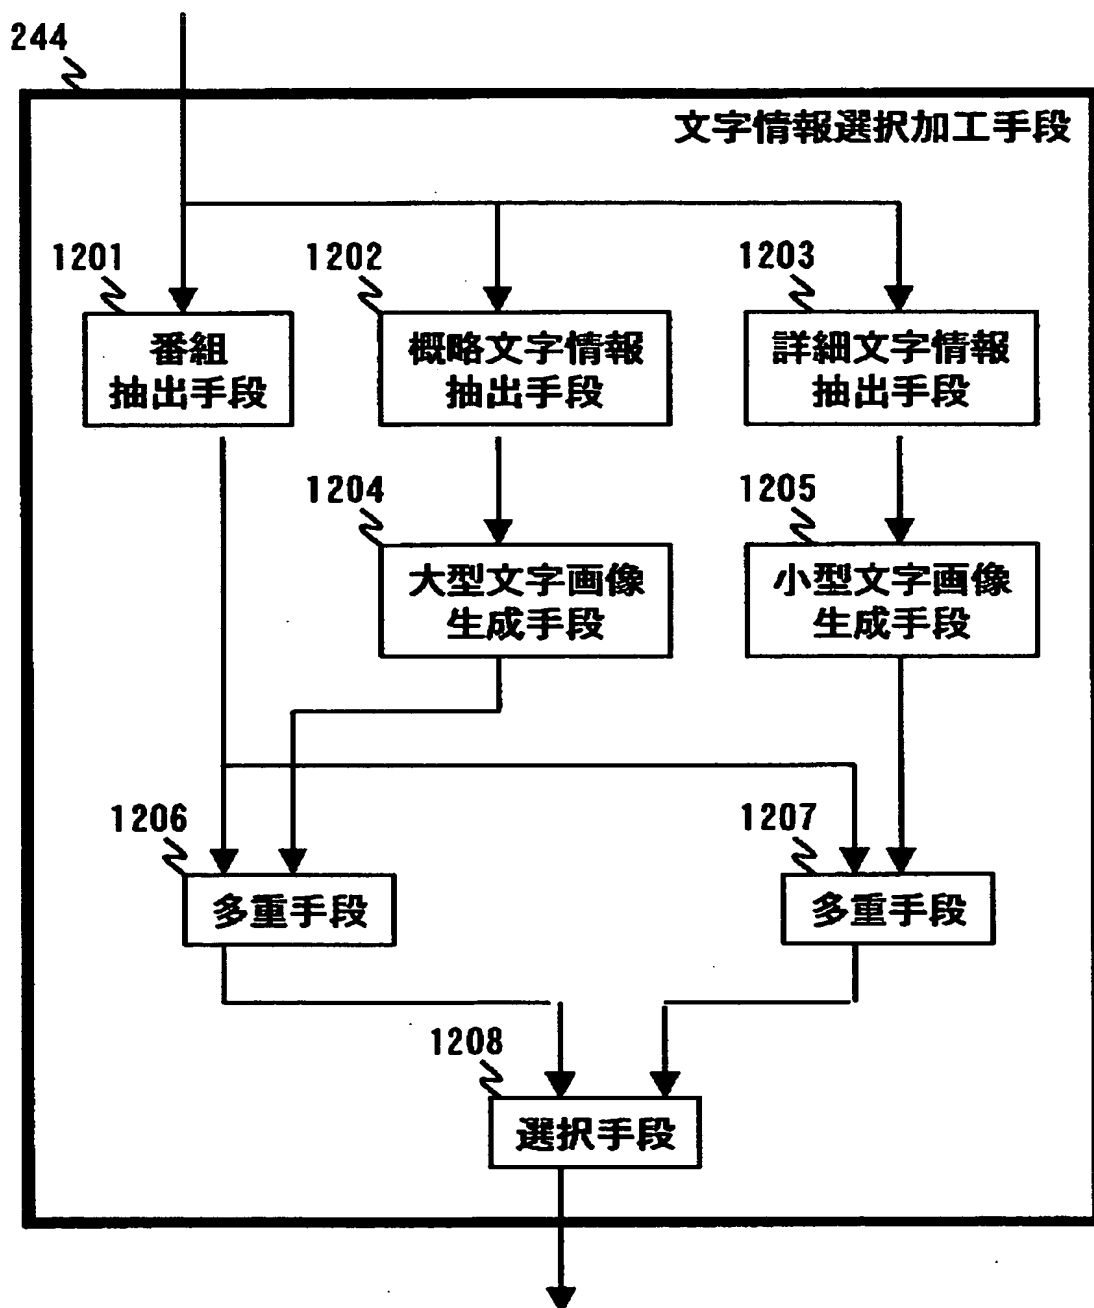 244
文字情報選択加工手段
1201
1202
1203
番組
抽出手段
概略文字情報
抽出手段
詳細文字情報
抽出手段
1204
1205
大型文字画像
生成手段
小型文字画像
生成手段
1206
1207
多重手段
多重手段
1208
選択手段